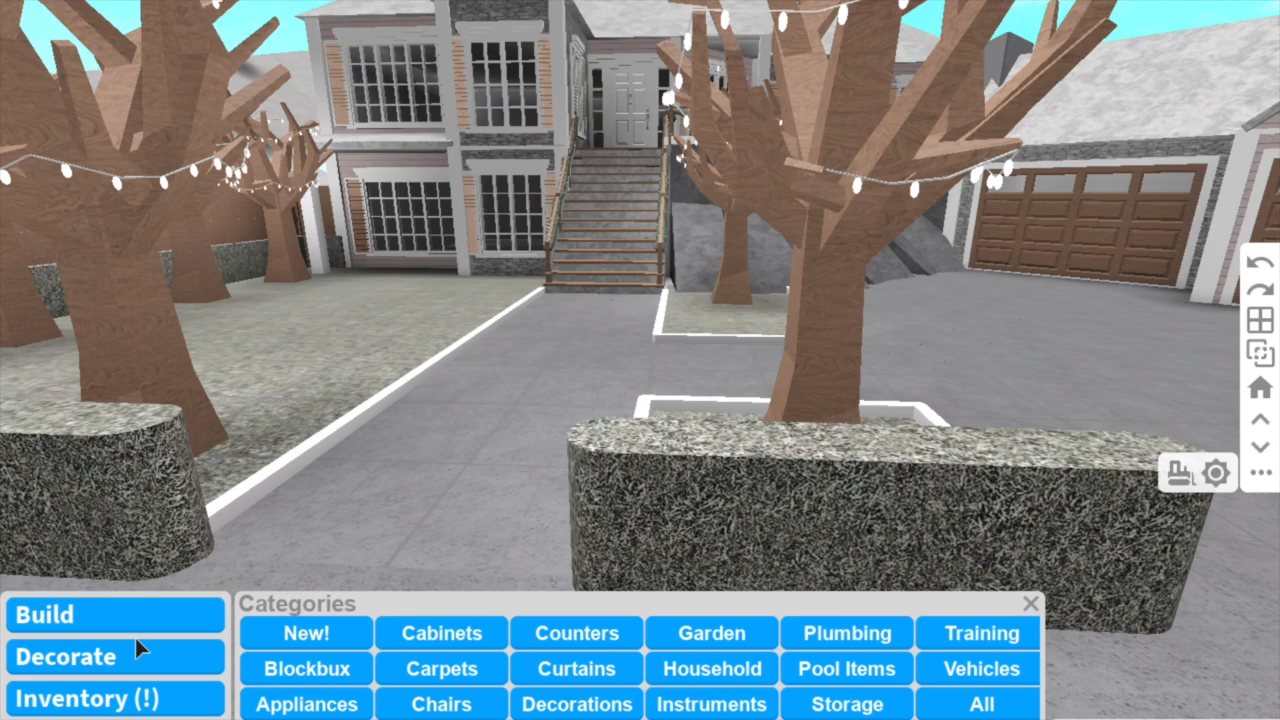 Build
Decorate
Inventory (!)
Categories
New! Cabinets Counters Garden Plumbing Training
Blockbux Carpets Curtains Household Pool Items Vehicles
Appliances Chairs Decorations Instruments Storage All